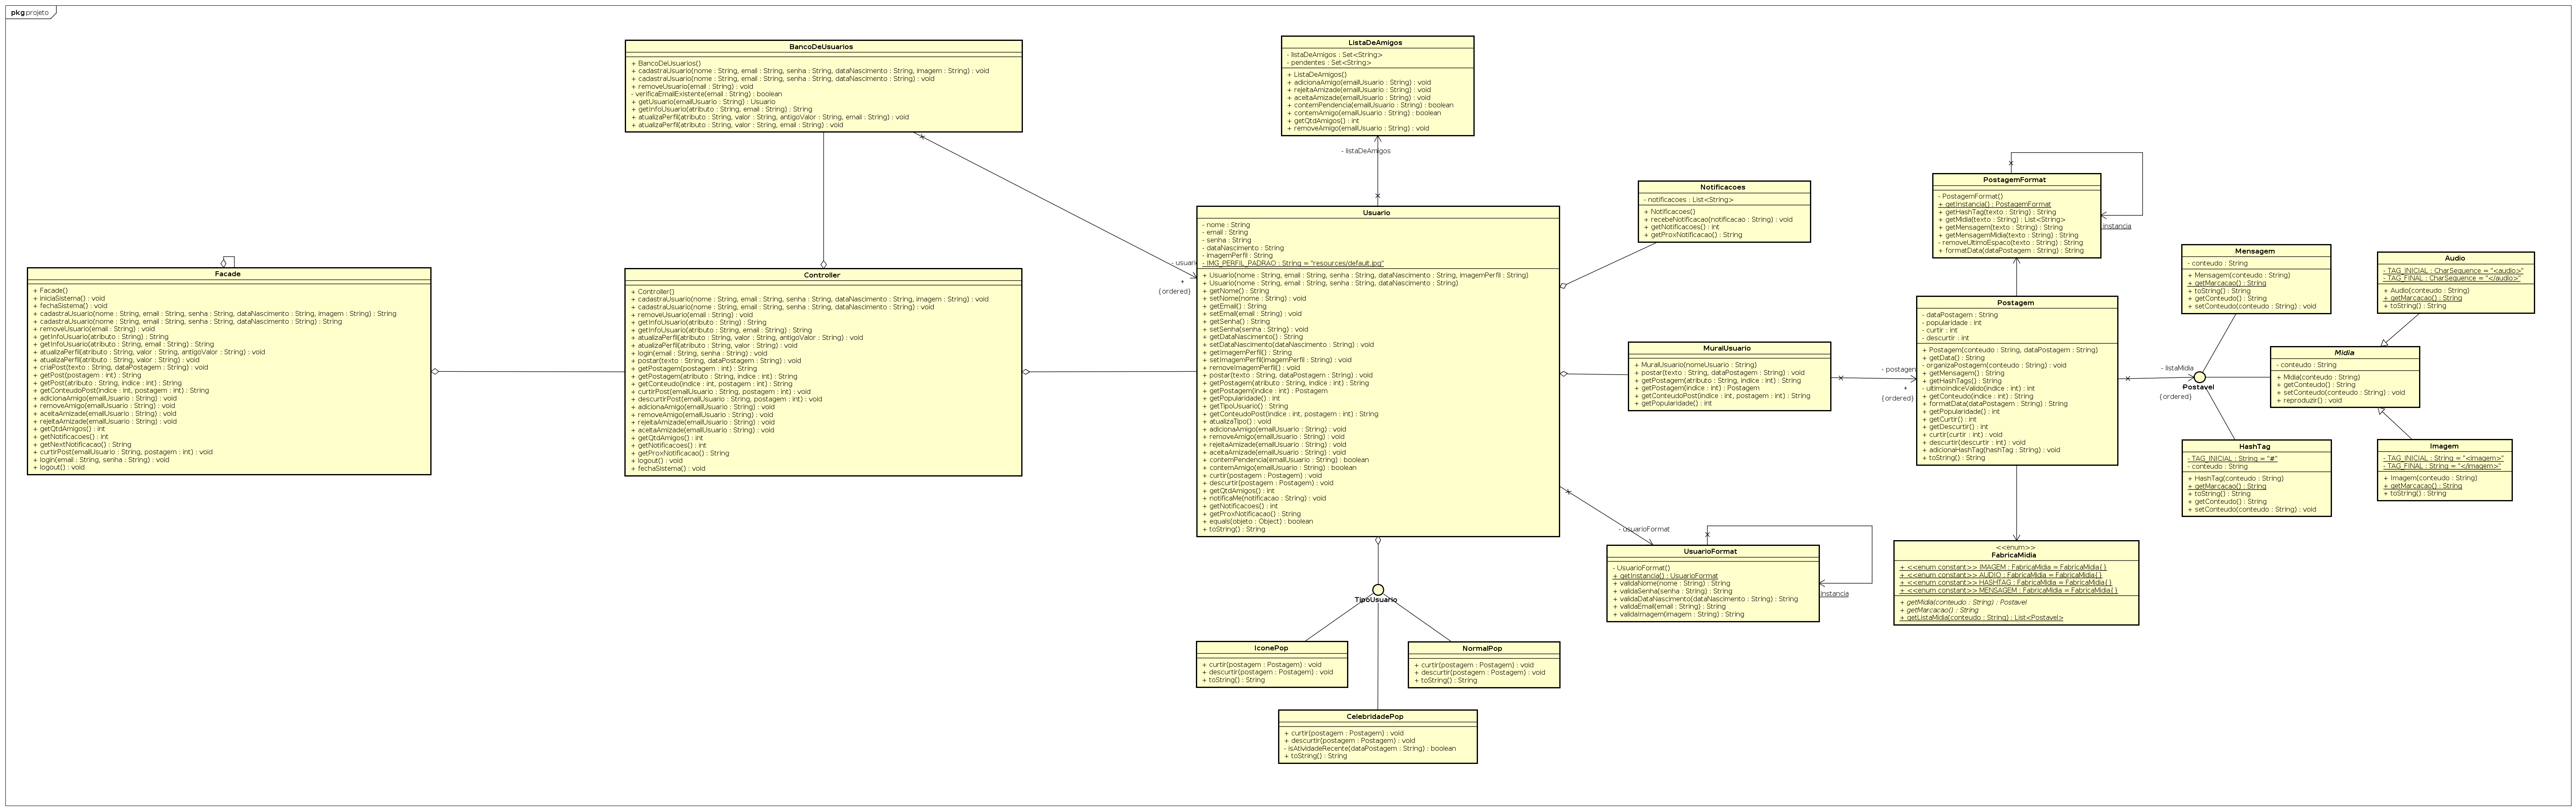 pkg projeto
BancoDeUsuarios
+ BancoDeUsuarios()
+ cadastraUsuario(nome : String, email : String, senha : String, dataNascimento : String, imagem : String) : void
+ cadastraUsuario(nome : String, email : String, senha : String, dataNascimento : String) : void
+ removeUsuario(email : String) : void
- verificaEmailExistente(email : String) : boolean
+ getUsuario(emailUsuario : String) : Usuario
+ getInfoUsuario(atributo : String, email : String) : String
+ atualizaPerfil(atributo : String, valor : String, antigoValor : String, email : String) : void
+ atualizaPerfil(atributo : String, valor : String, email : String) : void
ListaDeAmigos
- listaDeAmigos : Set<String>
- pendentes : Set<String>
+ ListaDeAmigos()
+ adicionaAmigo(emailUsuario : String) : void
+ rejeitaAmizade(emailUsuario : String) : void
+ aceitaAmizade(emailUsuario : String) : void
+ contemPendencia(emailUsuario : String) : boolean
+ contemAmigo(emailUsuario : String) : boolean
+ getQtdAmigos() : int
+ removeAmigo(emailUsuario : String) : void
- listaDeAmigos
Facade
+ Facade()
+ iniciaSistema() : void
+ fechaSistema() : void
+ cadastraUsuario(nome : String, email : String, senha : String, dataNascimento : String, imagem : String) : String
+ cadastraUsuario(nome : String, email : String, senha : String, dataNascimento : String) : String
+ removeUsuario(email : String) : void
+ getInfoUsuario(atributo : String) : String
+ getInfoUsuario(atributo : String, email : String) : String
+ atualizaPerfil(atributo : String, valor : String, antigoValor : String) : void
+ atualizaPerfil(atributo : String, valor : String) : void
+ criaPost(texto : String, dataPostagem : String) : void
+ getPost(postagem : int) : String
+ getPost(atributo : String, indice : int) : String
+ getConteudoPost(indice : int, postagem : int) : String
+ adicionaAmigo(emailUsuario : String) : void
+ removeAmigo(emailUsuario : String) : void
+ aceitaAmizade(emailUsuario : String) : void
+ rejeitaAmizade(emailUsuario : String) : void
+ getQtdAmigos() : int
+ getNotificacoes() : int
+ getNextNotificacao() : String
+ curtirPost(emailUsuario : String, postagem : int) : void
+ login(email : String, senha : String) : void
+ logout() : void
Controller
+ Controller()
+ cadastraUsuario(nome : String, email : String, senha : String, dataNascimento : String, imagem : String) : void
+ cadastraUsuario(nome : String, email : String, senha : String, dataNascimento : String) : void
+ removeUsuario(email : String) : void
+ getInfoUsuario(atributo : String) : String
+ getInfoUsuario(atributo : String, email : String) : String
+ atualizaPerfil(atributo : String, valor : String, antigoValor : String) : void
+ atualizaPerfil(atributo : String, valor : String) : void
+ login(email : String, senha : String) : void
+ postar(texto : String, dataPostagem : String) : void
+ getPostagem(postagem : int) : String
+ getPostagem(atributo : String, indice : int) : String
+ getConteudo(indice : int, postagem : int) : String
+ curtirPost(emailUsuario : String, postagem : int) : void
+ descurtirPost(emailUsuario : String, postagem : int) : void
+ adicionaAmigo(emailUsuario : String) : void
+ removeAmigo(emailUsuario : String) : void
+ rejeitaAmizade(emailUsuario : String) : void
+ aceitaAmizade(emailUsuario : String) : void
+ getQtdAmigos() : int
+ getNotificacoes() : int
+ getProxNotificacao() : String
+ logout() : void
+ fechaSistema() : void
- usuari
*
{ordered}
Usuario
- nome : String
- email : String
- senha : String
- dataNascimento : String
- imagemPerfil : String
- IMG_PERFIL_PADRAO : String = "resources/default.jpg"
+ Usuario(nome : String, email : String, senha : String, dataNascimento : String, imagemPerfil : String)
+ Usuario(nome : String, email : String, senha : String, dataNascimento : String)
+ getNome() : String
+ setNome(nome : String) : void
+ getEmail() : String
+ setEmail(email : String) : void
+ getSenha() : String
+ setSenha(senha : String) : void
+ getDataNascimento() : String
+ setDataNascimento(dataNascimento : String) : void
+ getImagemPerfil() : String
+ setImagemPerfil(imagemPerfil : String) : void
+ removeImagemPerfil() : void
+ postar(texto : String, dataPostagem : String) : void
+ getPostagem(atributo : String, indice : int) : String
+ getPostagem(indice : int) : Postagem
+ getPopularidade() : int
+ getTipoUsuario() : String
+ getConteudoPost(indice : int, postagem : int) : String
+ atualizaTipo() : void
+ adicionaAmigo(emailUsuario : String) : void
+ removeAmigo(emailUsuario : String) : void
+ rejeitaAmizade(emailUsuario : String) : void
+ aceitaAmizade(emailUsuario : String) : void
+ contemPendencia(emailUsuario : String) : boolean
+ contemAmigo(emailUsuario : String) : boolean
+ curtir(postagem : Postagem) : void
+ descurtir(postagem : Postagem) : void
+ getQtdAmigos() : int
+ notificaMe(notificacao : String) : void
+ getNotificacoes() : int
+ getProxNotificacao() : String
+ equals(objeto : Object) : boolean
+ toString() : String
Notificacoes
- notificacoes : List<String>
+ Notificacoes()
+ recebeNotificacao(notificacao : String) : void
+ getNotificacoes() : int
+ getProxNotificacao() : String
MuralUsuario
+ MuralUsuario(nomeUsuario : String)
+ postar(texto : String, dataPostagem : String) : void
+ getPostagem(atributo : String, indice : int) : String
+ getPostagem(indice : int) : Postagem
+ getConteudoPost(indice : int, postagem : int) : String
+ getPopularidade() : int
- postagen
*
{ordered}
- usuarioFormat
UsuarioFormat
- UsuarioFormat()
+ getInstancia() : UsuarioFormat
+ validaNome(nome : String) : String
+ validaSenha(senha : String) : String
+ validaDataNascimento(dataNascimento : String) : String
+ validaEmail(email : String) : String
+ validaImagem(imagem : String) : String
instancia
TipoUsuario
IconePop
+ curtir(postagem : Postagem) : void
+ descurtir(postagem : Postagem) : void
+ toString() : String
NormalPop
+ curtir(postagem : Postagem) : void
+ descurtir(postagem : Postagem) : void
+ toString() : String
CelebridadePop
+ curtir(postagem : Postagem) : void
+ descurtir(postagem : Postagem) : void
- isAtividadeRecente(dataPostagem : String) : boolean
+ toString() : String
PostagemFormat
- PostagemFormat()
+ getInstancia() : PostagemFormat
+ getHashTag(texto : String) : String
+ getMidia(texto : String) : List<String>
+ getMensagem(texto : String) : String
+ getMensagemMidia(texto : String) : String
- removeUltimoEspaco(texto : String) : String
+ formatData(dataPostagem : String) : String
instancia
Postagem
- dataPostagem : String
- popularidade : int
- curtir : int
- descurtir : int
+ Postagem(conteudo : String, dataPostagem : String)
+ getData() : String
- organizaPostagem(conteudo : String) : void
+ getMensagem() : String
+ getHashTags() : String
- ultimoIndiceValido(indice : int) : int
+ getConteudo(indice : int) : String
+ formatData(dataPostagem : String) : String
+ getPopularidade() : int
+ getCurtir() : int
+ getDescurtir() : int
+ curtir(curtir : int) : void
+ descurtir(descurtir : int) : void
+ adicionaHashTag(hashTag : String) : void
+ toString() : String
- listaMidia
*
{ordered}
Postavel
<<enum>>
FabricaMidia
+ <<enum constant>> IMAGEM : FabricaMidia = FabricaMidia{}
+ <<enum constant>> AUDIO : FabricaMidia = FabricaMidia{}
+ <<enum constant>> HASHTAG : FabricaMidia = FabricaMidia{}
+ <<enum constant>> MENSAGEM : FabricaMidia = FabricaMidia{}
+ getMidia(conteudo : String) : Postavel
+ getMarcacao() : String
+ getListaMidia(conteudo : String) : List<Postavel>
Mensagem
- conteudo : String
+ Mensagem(conteudo : String)
+ getMarcacao() : String
+ toString() : String
+ getConteudo() : String
+ setConteudo(conteudo : String) : void
Audio
- TAG_INICIAL : CharSequence = "<audio>"
- TAG_FINAL : CharSequence = "</audio>"
+ Audio(conteudo : String)
+ getMarcacao() : String
+ toString() : String
Midia
- conteudo : String
+ Midia(conteudo : String)
+ getConteudo() : String
+ setConteudo(conteudo : String) : void
+ reproduzir() : void
HashTag
- TAG_INICIAL : String = "#"
- conteudo : String
+ HashTag(conteudo : String)
+ getMarcacao() : String
+ toString() : String
+ getConteudo() : String
+ setConteudo(conteudo : String) : void
Imagem
- TAG_INICIAL : String = "<imagem>"
- TAG_FINAL : String = "</imagem>"
+ Imagem(conteudo : String)
+ getMarcacao() : String
+ toString() : String